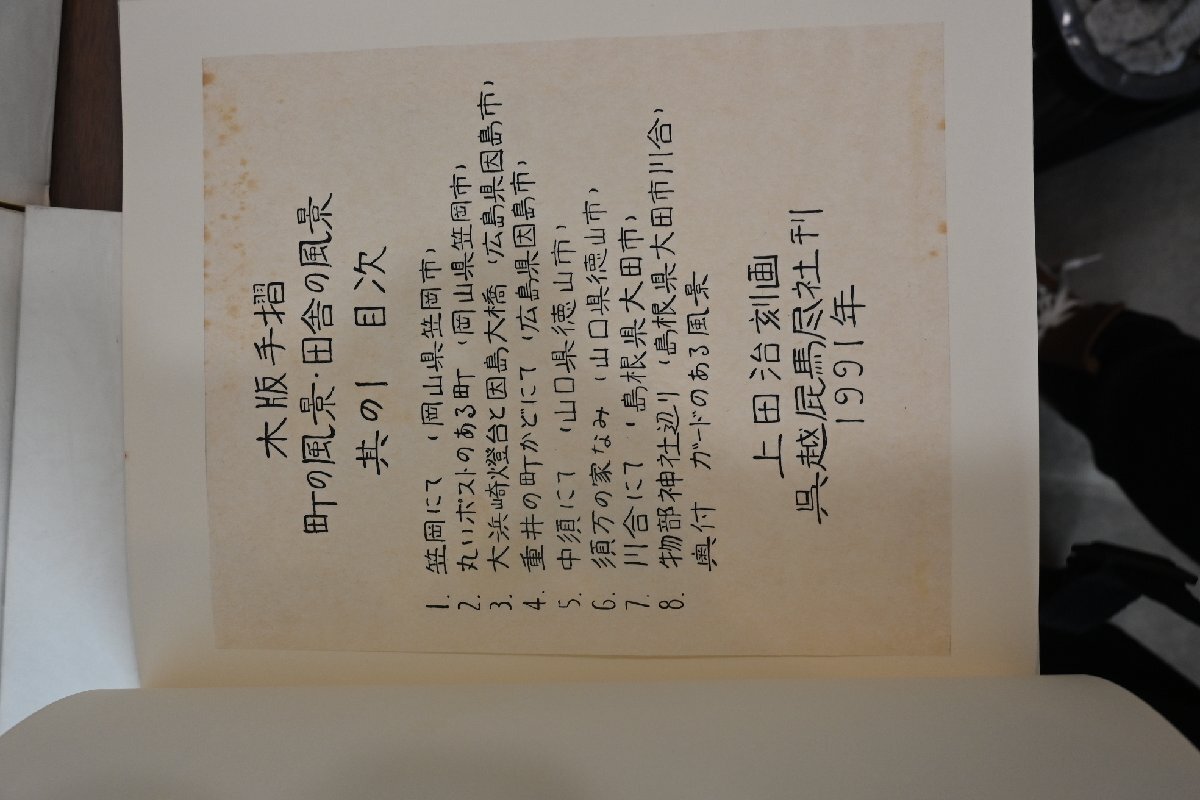 木版手摺
町の風景・田舎の風景
其の1 目次
1. 笠岡にて (岡山県笠岡市)
2. 丸いポストのある町 (岡山県笠岡市)
3. 大浜崎燈台と因島大橋 (広島県因島市)
4. 重井の町かどにて (広島県因島市)
5. 中須にて (山口県徳山市)
6. 須万の家なみ (山口県徳山市)
7. 川合にて (島根県大田市)
8. 物部神社辺り (島根県大田市川合)
奥付 ガードのある風景
上田治刻画
呉越屁馬尽社刊
1991年